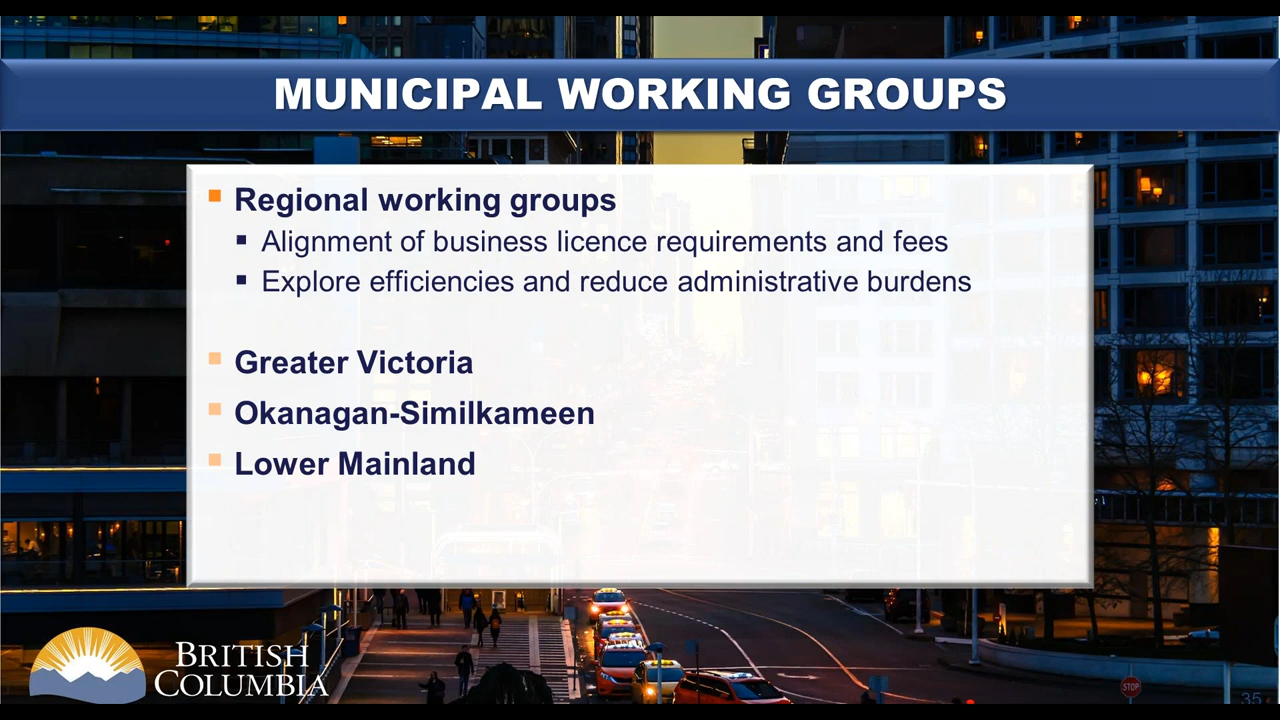 MUNICIPAL WORKING GROUPS
Regional working groups
Alignment of business licence requirements and fees
Explore efficiencies and reduce administrative burdens
Greater Victoria
Okanagan-Similkameen
Lower Mainland
BRITISH
COLUMBIA
STOP
35